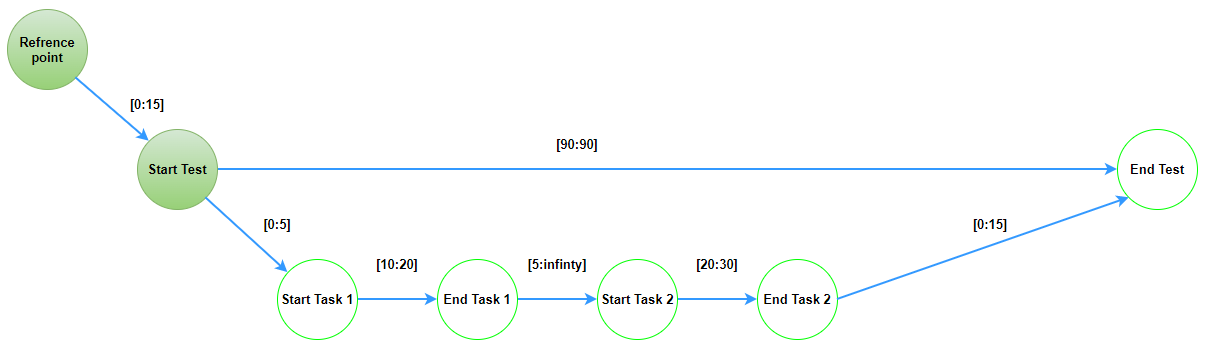 Refrence
point
[0:15]
[90:90]
Start Test
End Test
[0:5]
[0:15]
[10:20]
[5:infinty]
[20:30]
Start Task 1
End Task 1
Start Task 2
End Task 2